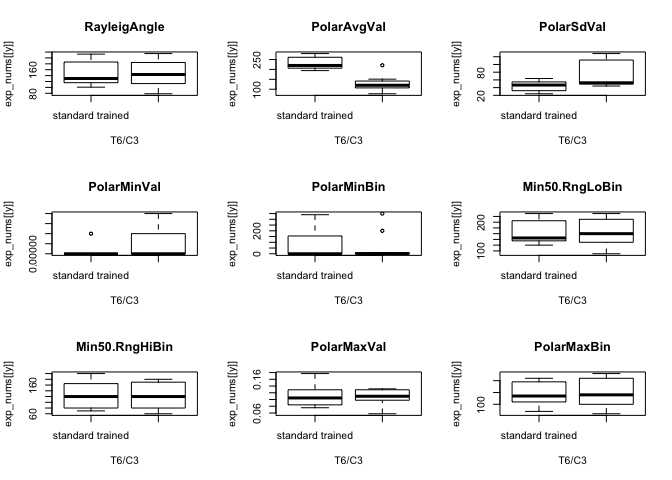 RayleigAngle
exp_nums[[y]]
80
160
standard trained
T6/C3
PolarAvgVal
exp_nums[[y]]
100
250
standard trained
T6/C3
PolarSdVal
exp_nums[[y]]
20
80
standard trained
T6/C3
PolarMinVal
exp_nums[[y]]
0.00000
standard trained
T6/C3
PolarMinBin
exp_nums[[y]]
0
200
standard trained
T6/C3
Min50.RngLoBin
exp_nums[[y]]
100
200
standard trained
T6/C3
Min50.RngHiBin
exp_nums[[y]]
60
160
standard trained
T6/C3
PolarMaxVal
exp_nums[[y]]
0.06
0.16
standard trained
T6/C3
PolarMaxBin
exp_nums[[y]]
100
standard trained
T6/C3